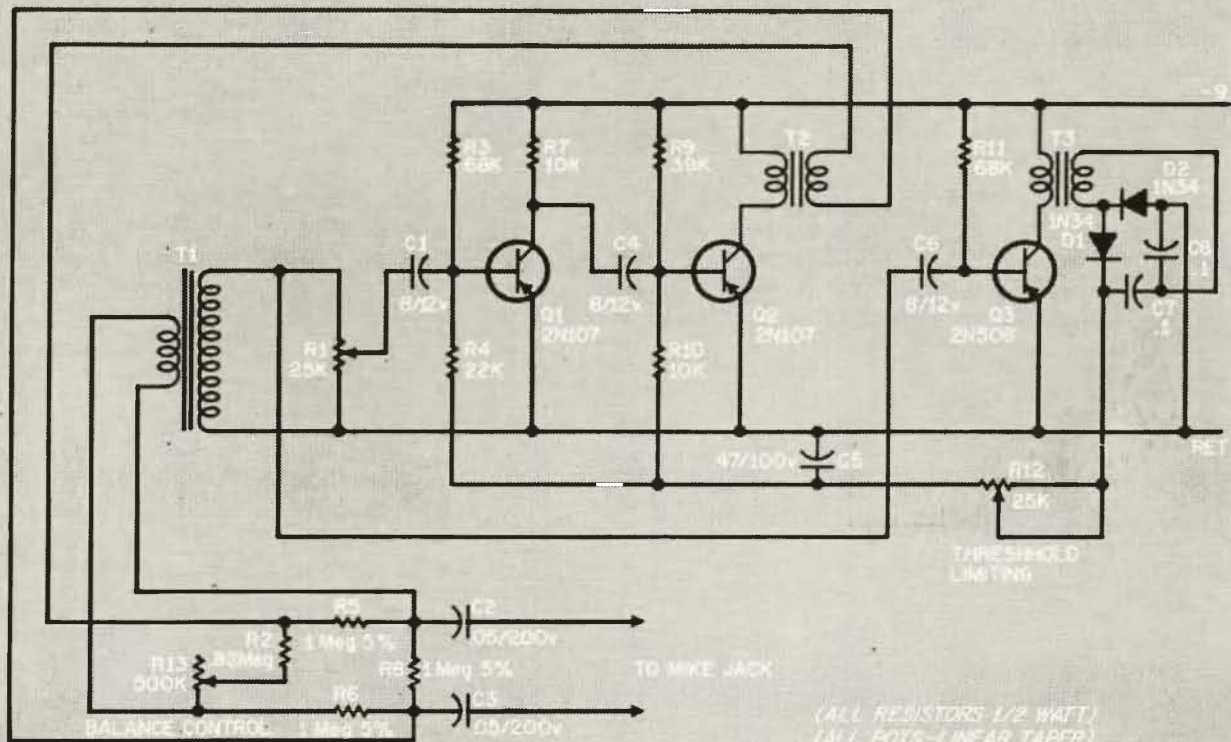 -9
T2
T3
R3
68K
R7
10K
R9
39K
R11
68K
D2
1N34
1N34
D1
T1
C1
8/12v
C4
8/12v
C6
8/12v
C8
.1
C7
.1
Q1
2N107
Q2
2N107
Q3
2N508
R1
25K
R4
22K
R10
10K
RET
47/100v
C5
R12
25K
THRESHHOLD
LIMITING
R5
1 Meg 5%
C2
.05/200v
R2
.82Meg
R13
500K
R8
1 Meg 5%
TO MIKE JACK
R6
1 Meg 5%
C3
.05/200v
BALANCE CONTROL
(ALL RESISTORS 1/2 WATT)
(ALL POTS-LINEAR TAPER)